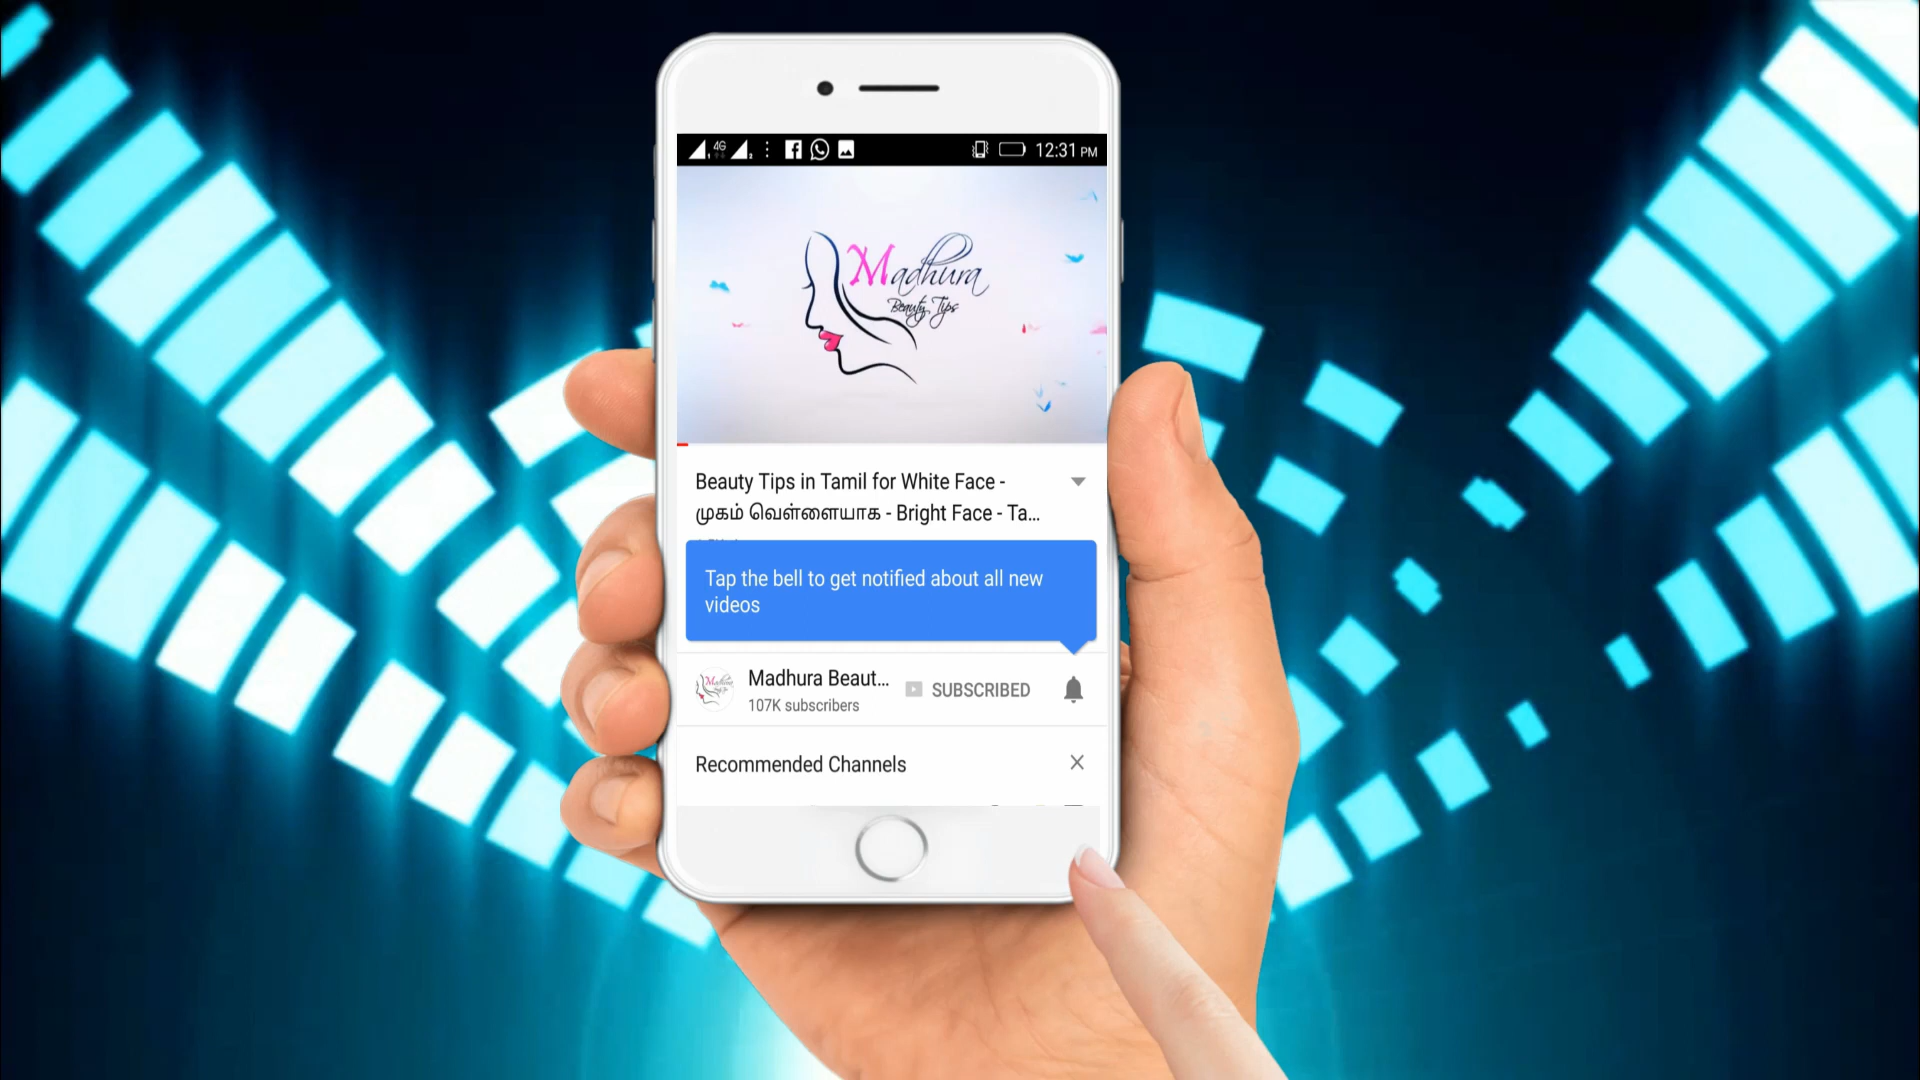 4G
12:31 PM
Madhura
Beauty Tips
Beauty Tips in Tamil for White Face -
முகம் வெள்ளையாக - Bright Face - Ta...
Tap the bell to get notified about all new
videos
Madhura Beaut...
SUBSCRIBED
107K subscribers
Recommended Channels